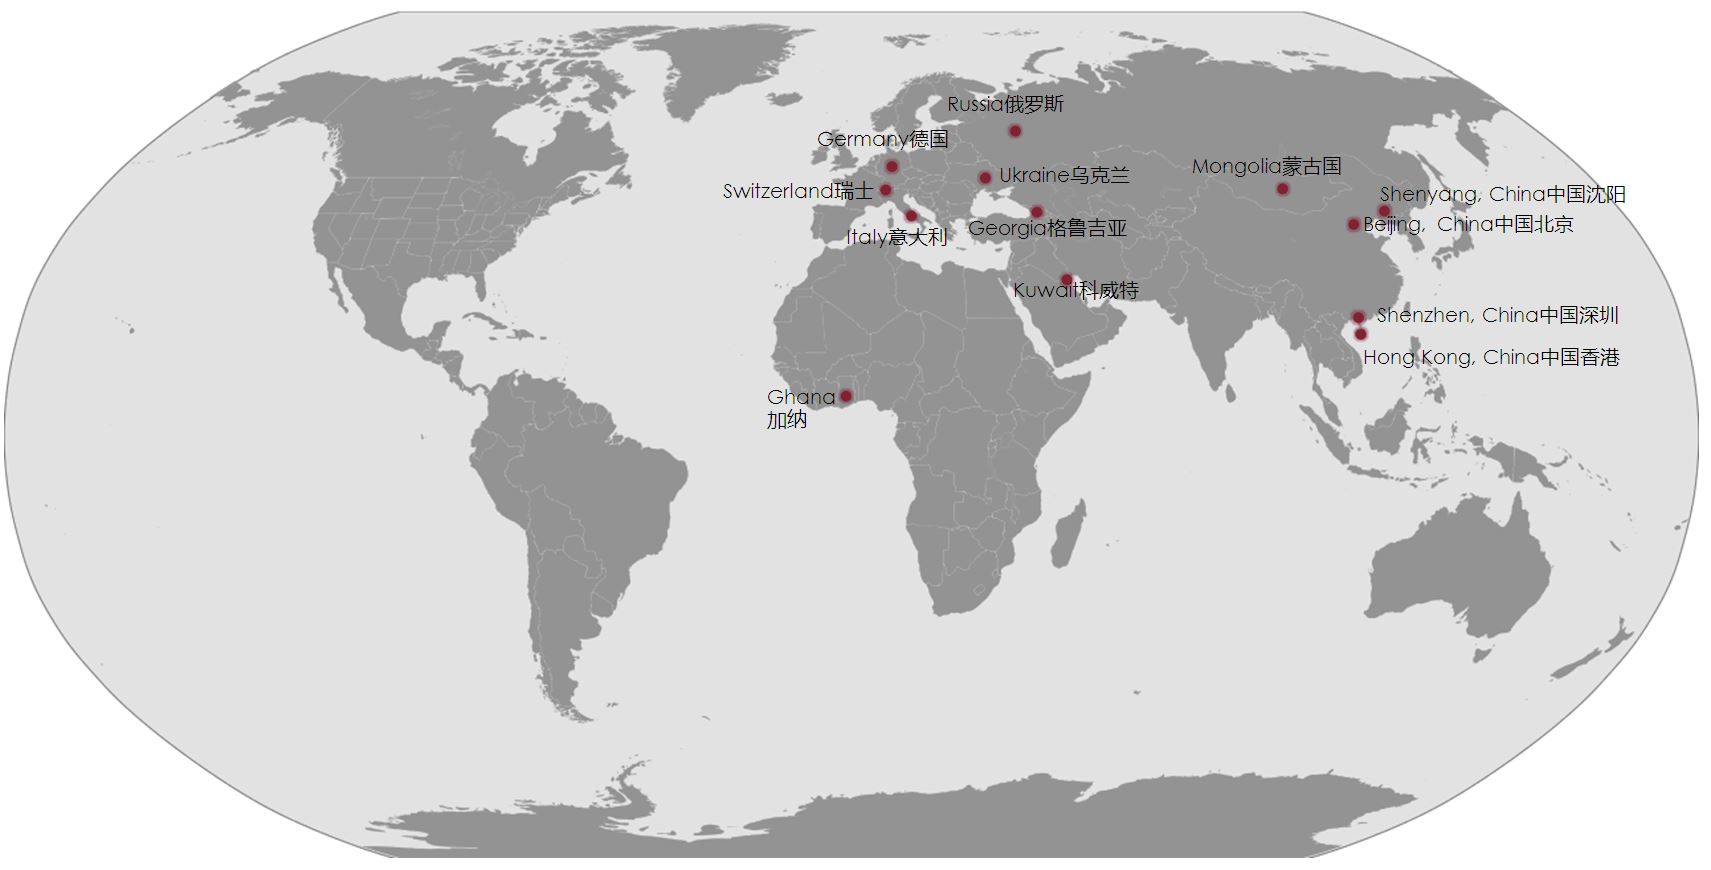 Russia俄罗斯
Germany德国
Mongolia蒙古国
Ukraine乌克兰
Switzerland瑞士
Shenyang, China中国沈阳
Beijing, China中国北京
Georgia格鲁吉亚
Italy意大利
Kuwait科威特
Shenzhen, China中国深圳
Hong Kong, China中国香港
Ghana
加纳